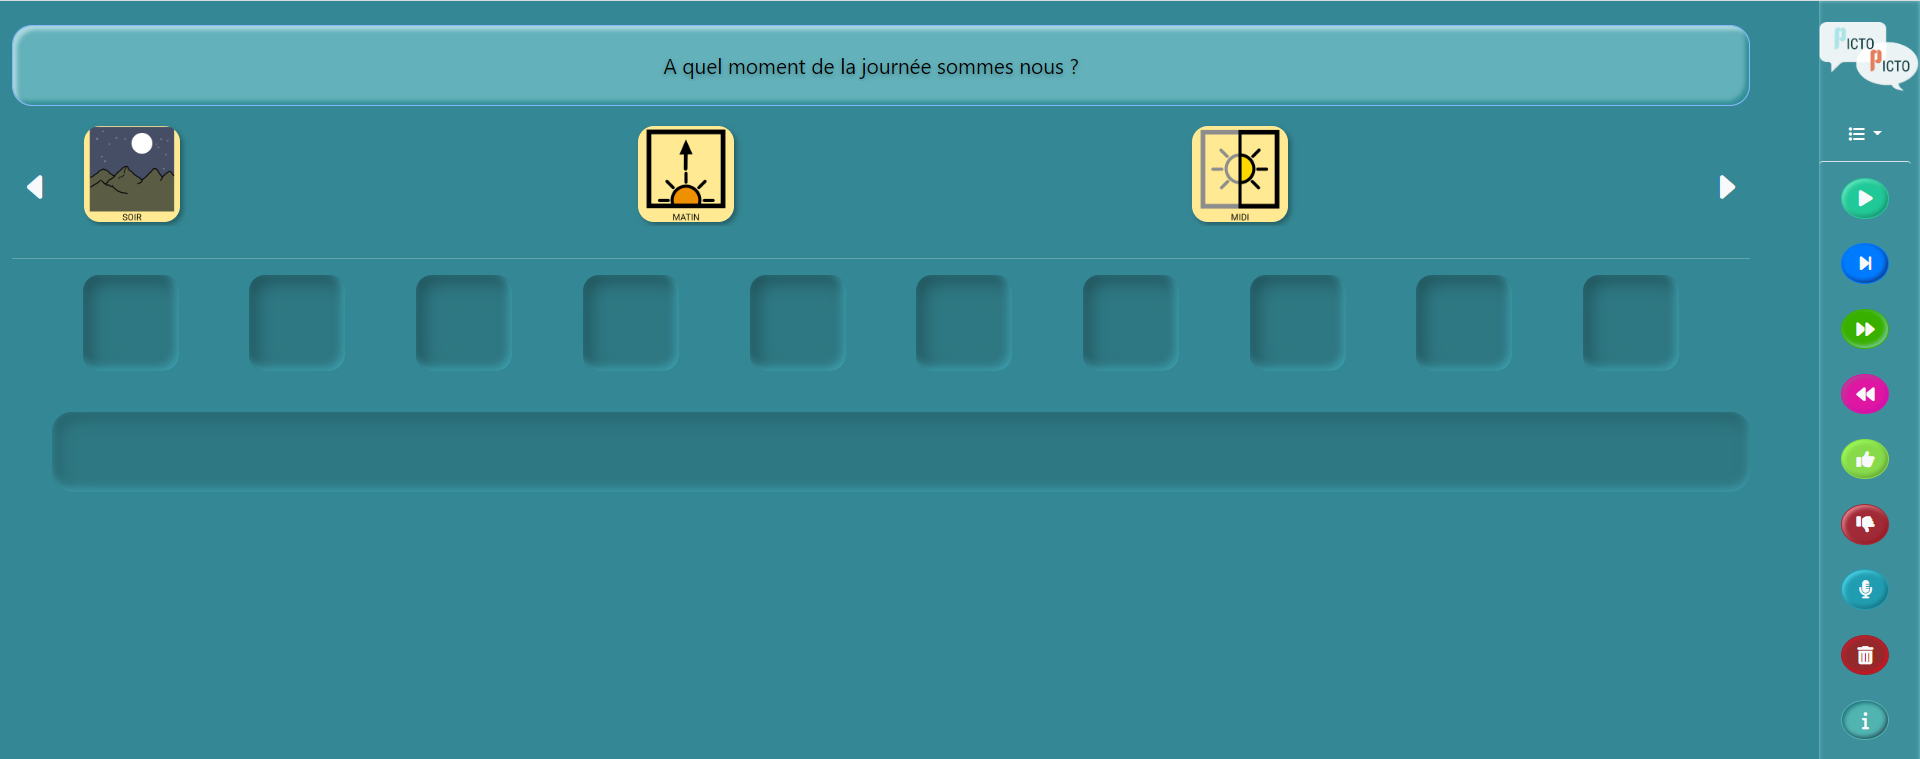 A quel moment de la journée sommes nous ?
PICTO
PICTO
SOIR
MATIN
MIDI